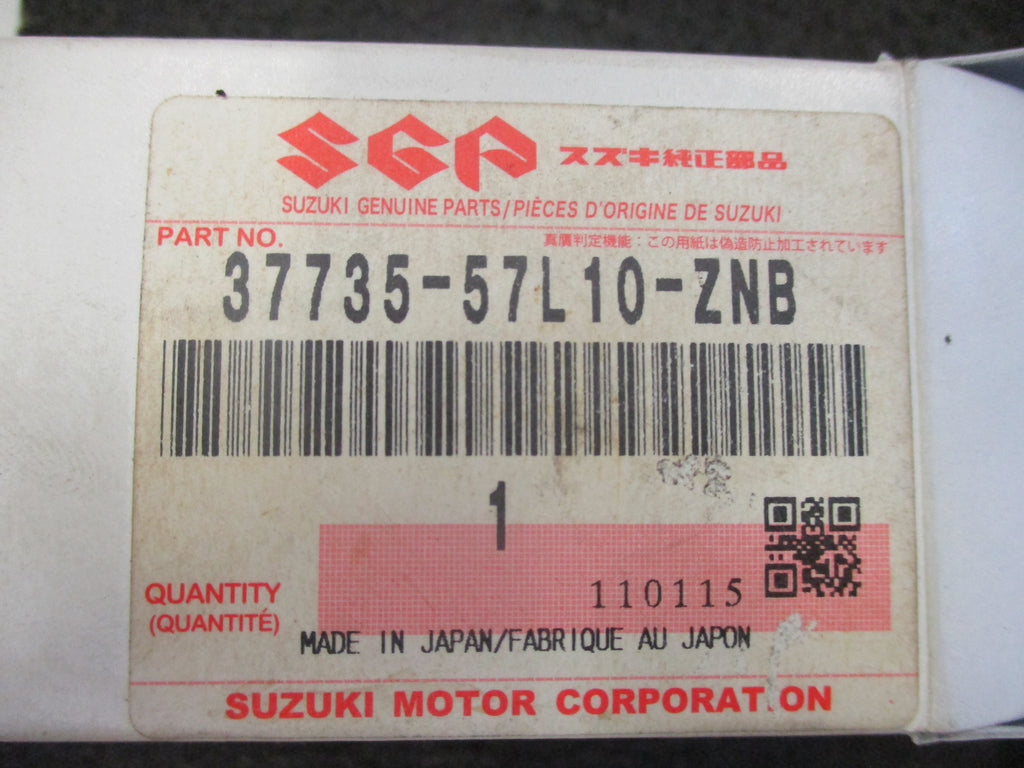 SGP スズキ純正部品
SUZUKI GENUINE PARTS/PIÈCES D'ORIGINE DE SUZUKI
PART NO. 真贋判定機能:この用紙は偽造防止加工されています
37735-57L10-ZNB
1
110115
QUANTITY
(QUANTITÉ)
MADE IN JAPAN/FABRIQUE AU JAPON
SUZUKI MOTOR CORPORATION